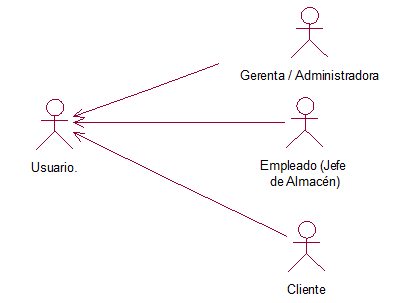 Gerenta / Administradora
Usuario.
Empleado (Jefe
de Almacén)
Cliente